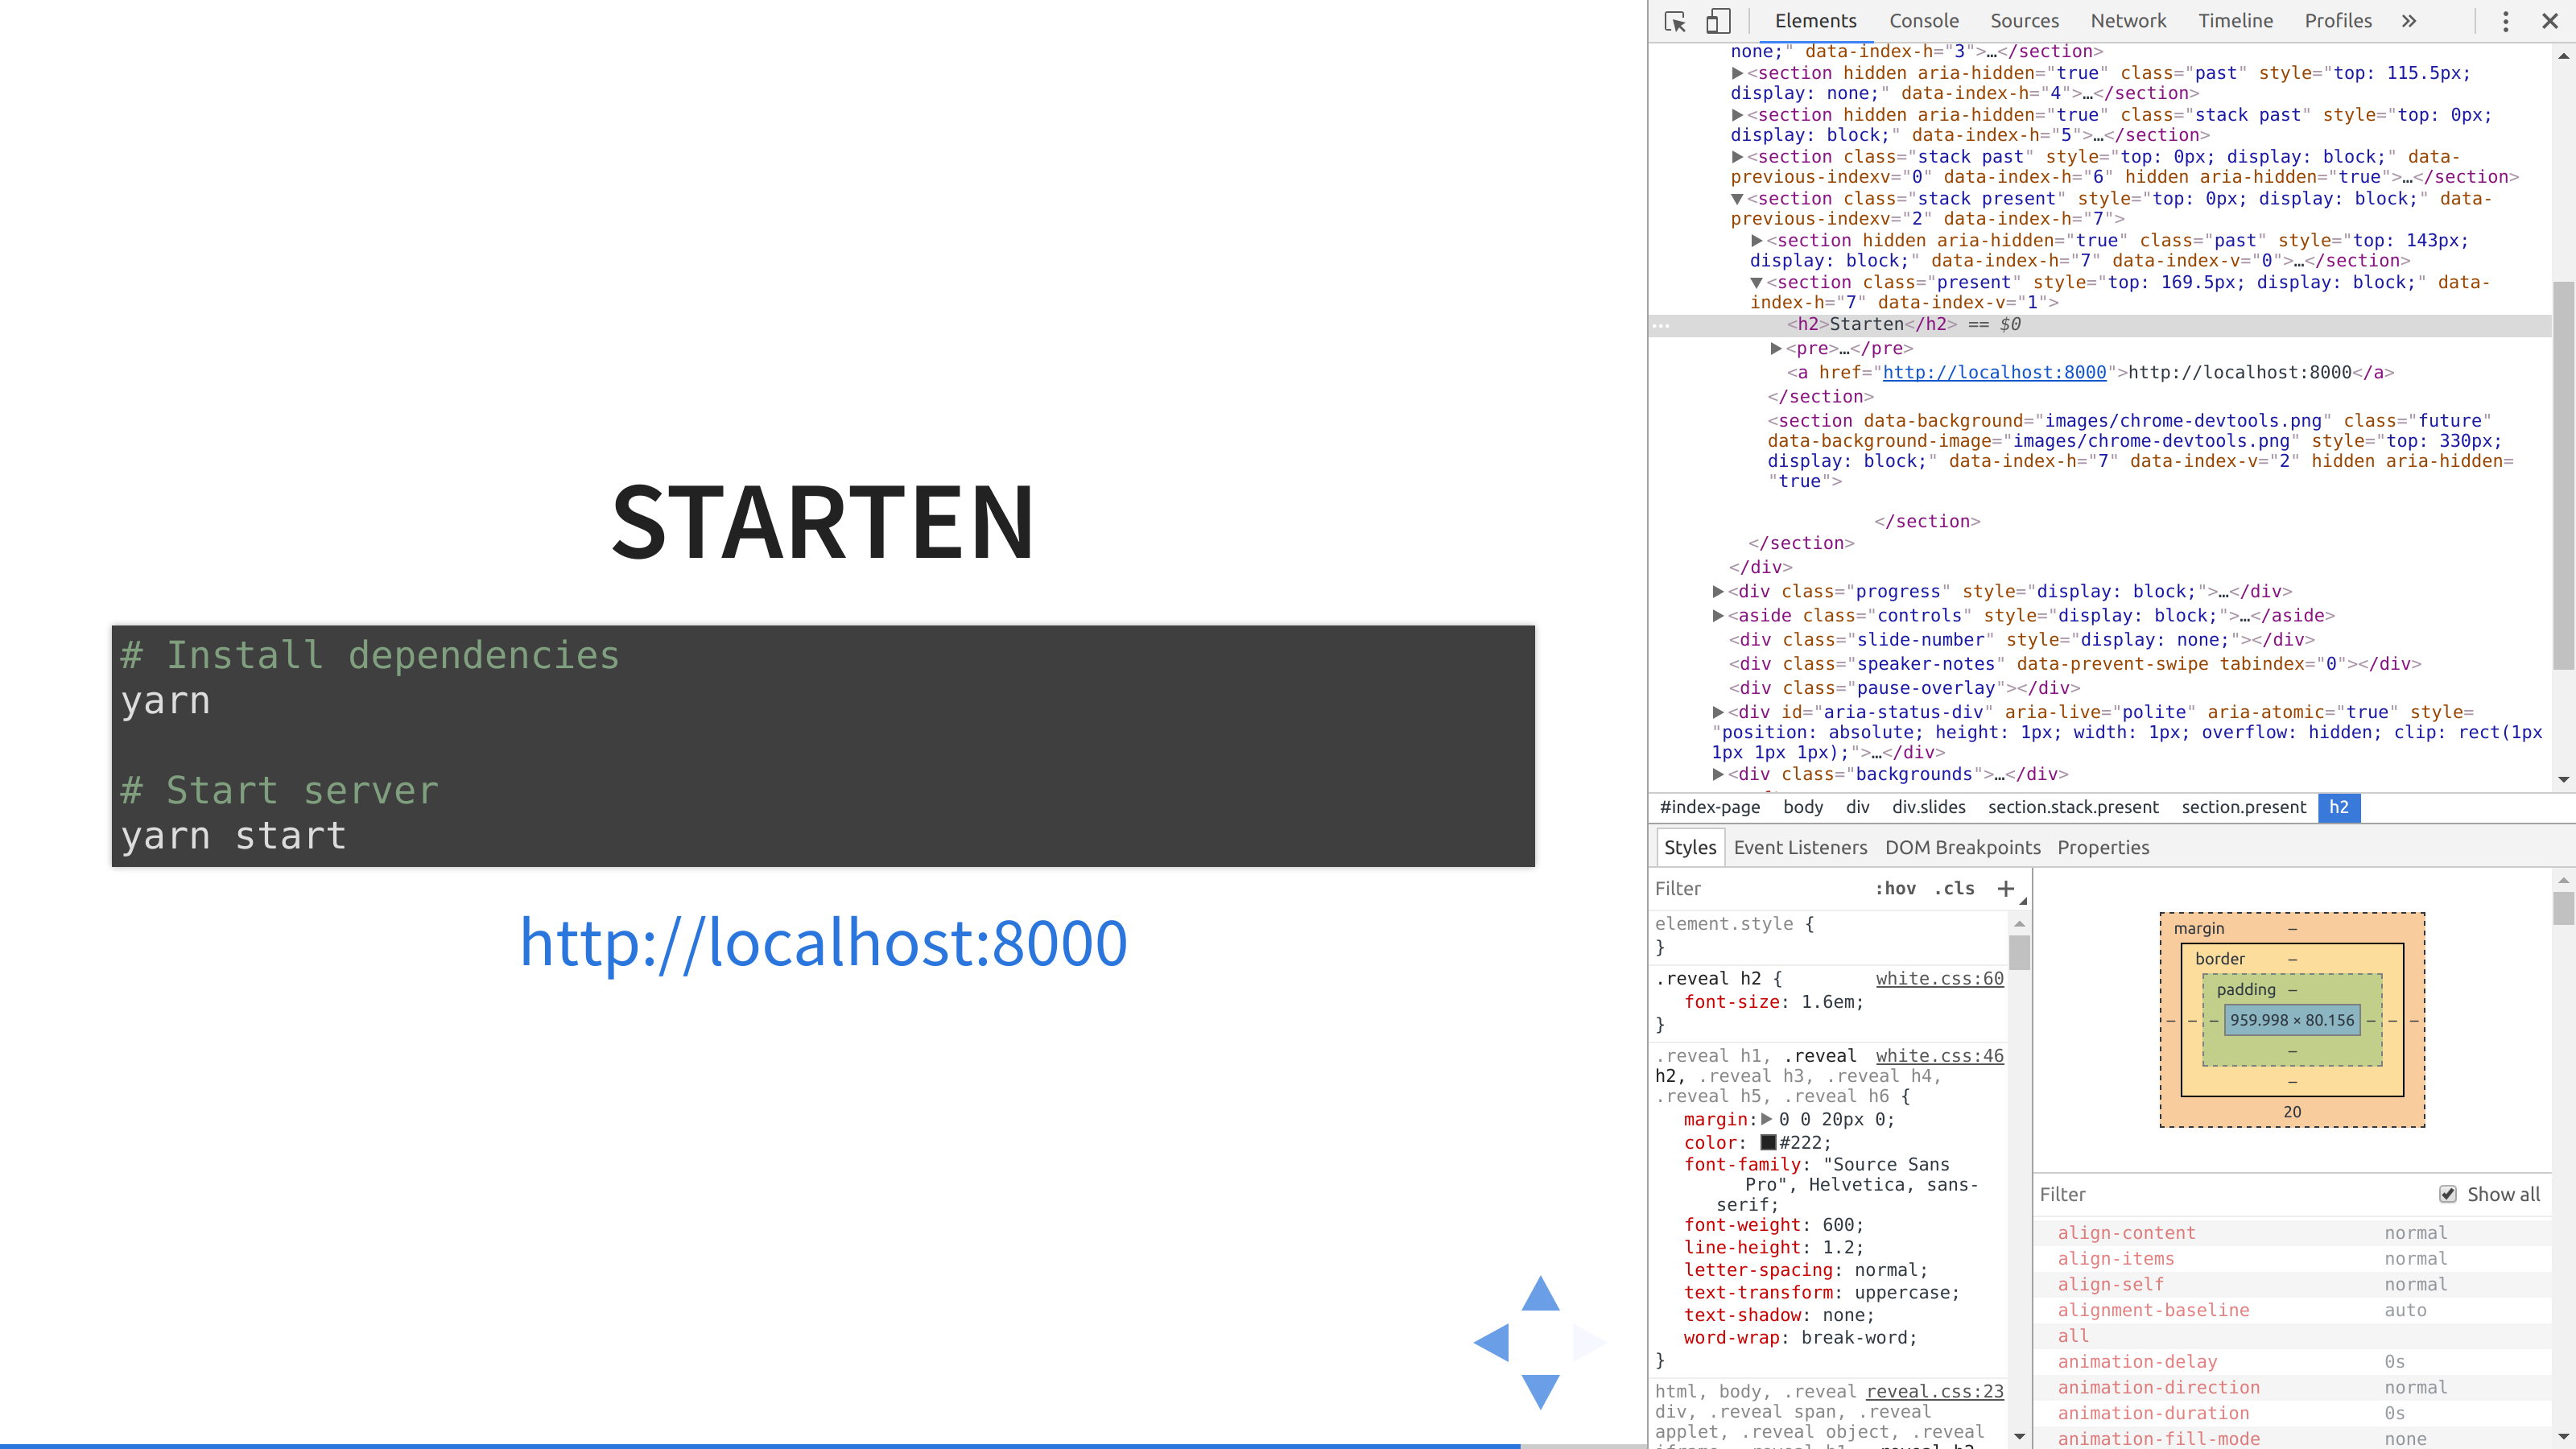 STARTEN
# Install dependencies
yarn
# Start server
yarn start
http://localhost:8000
Elements Console Sources Network Timeline Profiles »
none;" data-index-h="3">…</section>
▶<section hidden aria-hidden="true" class="past" style="top: 115.5px;
display: none;" data-index-h="4">…</section>
▶<section hidden aria-hidden="true" class="stack past" style="top: 0px;
display: block;" data-index-h="5">…</section>
▶<section class="stack past" style="top: 0px; display: block;" data-
previous-indexv="0" data-index-h="6" hidden aria-hidden="true">…</section>
▼<section class="stack present" style="top: 0px; display: block;" data-
previous-indexv="2" data-index-h="7">
▶<section hidden aria-hidden="true" class="past" style="top: 143px;
display: block;" data-index-h="7" data-index-v="0">…</section>
▼<section class="present" style="top: 169.5px; display: block;" data-
index-h="7" data-index-v="1">
… <h2>Starten</h2> == $0
▶<pre>…</pre>
<a href="http://localhost:8000">http://localhost:8000</a>
</section>
<section data-background="images/chrome-devtools.png" class="future"
data-background-image="images/chrome-devtools.png" style="top: 330px;
display: block;" data-index-h="7" data-index-v="2" hidden aria-hidden=
"true">
</section>
</section>
</div>
▶<div class="progress" style="display: block;">…</div>
▶<aside class="controls" style="display: block;">…</aside>
<div class="slide-number" style="display: none;"></div>
<div class="speaker-notes" data-prevent-swipe tabindex="0"></div>
<div class="pause-overlay"></div>
▶<div id="aria-status-div" aria-live="polite" aria-atomic="true" style=
"position: absolute; height: 1px; width: 1px; overflow: hidden; clip: rect(1px
1px 1px 1px);">…</div>
▶<div class="backgrounds">…</div>
#index-page body div div.slides section.stack.present section.present h2
Styles Event Listeners DOM Breakpoints Properties
Filter :hov .cls +
element.style {
}
.reveal h2 { white.css:60
font-size: 1.6em;
}
.reveal h1, .reveal white.css:46
h2, .reveal h3, .reveal h4,
.reveal h5, .reveal h6 {
margin:▶ 0 0 20px 0;
color: #222;
font-family: "Source Sans
Pro", Helvetica, sans-
serif;
font-weight: 600;
line-height: 1.2;
letter-spacing: normal;
text-transform: uppercase;
text-shadow: none;
word-wrap: break-word;
}
html, body, .reveal reveal.css:23
div, .reveal span, .reveal
applet, .reveal object, .reveal
margin –
border –
padding –
– – – 959.998 × 80.156 – – –
–
–
20
Filter Show all
align-content normal
align-items normal
align-self normal
alignment-baseline auto
all
animation-delay 0s
animation-direction normal
animation-duration 0s
animation-fill-mode none